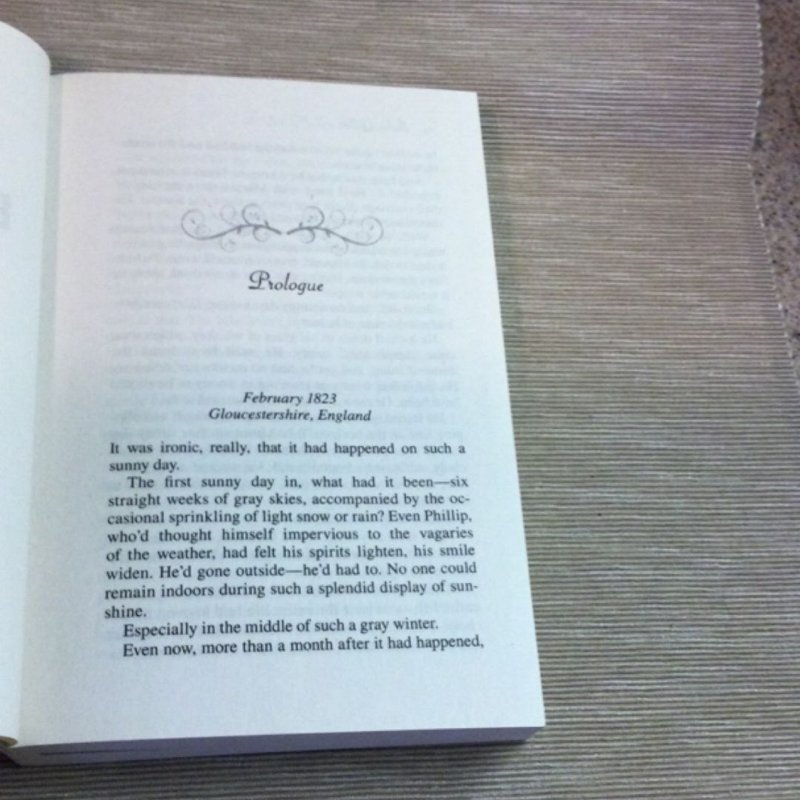 Prologue
February 1823
Gloucestershire, England
It was ironic, really, that it had happened on such a
sunny day.
The first sunny day in, what had it been—six
straight weeks of gray skies, accompanied by the oc-
casional sprinkling of light snow or rain? Even Phillip,
who'd thought himself impervious to the vagaries
of the weather, had felt his spirits lighten, his smile
widen. He'd gone outside—he'd had to. No one could
remain indoors during such a splendid display of sun-
shine.
Especially in the middle of such a gray winter.
Even now, more than a month after it had happened,